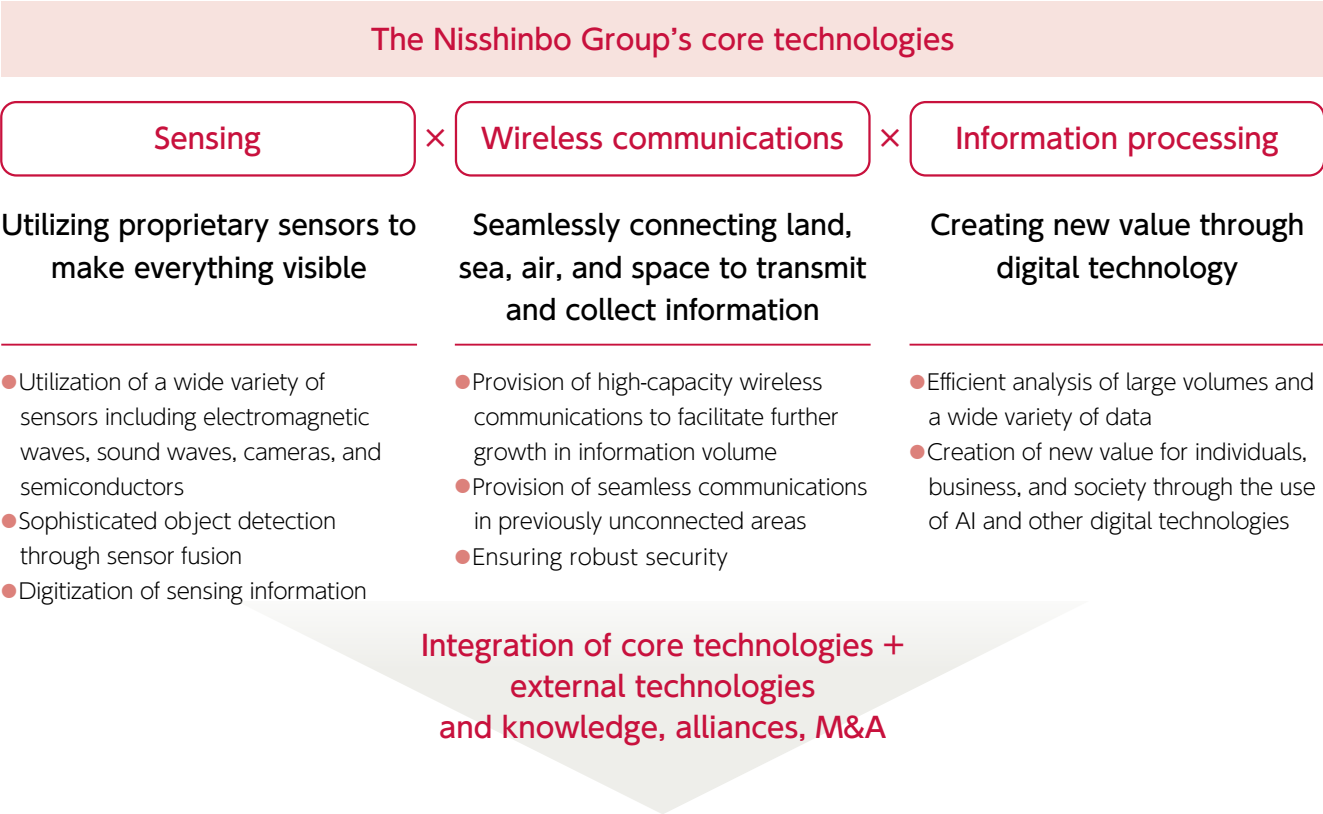 The Nisshinbo Group's core technologies
Sensing × Wireless communications × Information processing
Utilizing proprietary sensors to
make everything visible
Seamlessly connecting land,
sea, air, and space to transmit
and collect information
Creating new value through
digital technology
●Utilization of a wide variety of
sensors including electromagnetic
waves, sound waves, cameras, and
semiconductors
●Sophisticated object detection
through sensor fusion
●Digitization of sensing information
●Provision of high-capacity wireless
communications to facilitate further
growth in information volume
●Provision of seamless communications
in previously unconnected areas
●Ensuring robust security
●Efficient analysis of large volumes and
a wide variety of data
●Creation of new value for individuals,
business, and society through the use
of AI and other digital technologies
Integration of core technologies +
external technologies
and knowledge, alliances, M&A